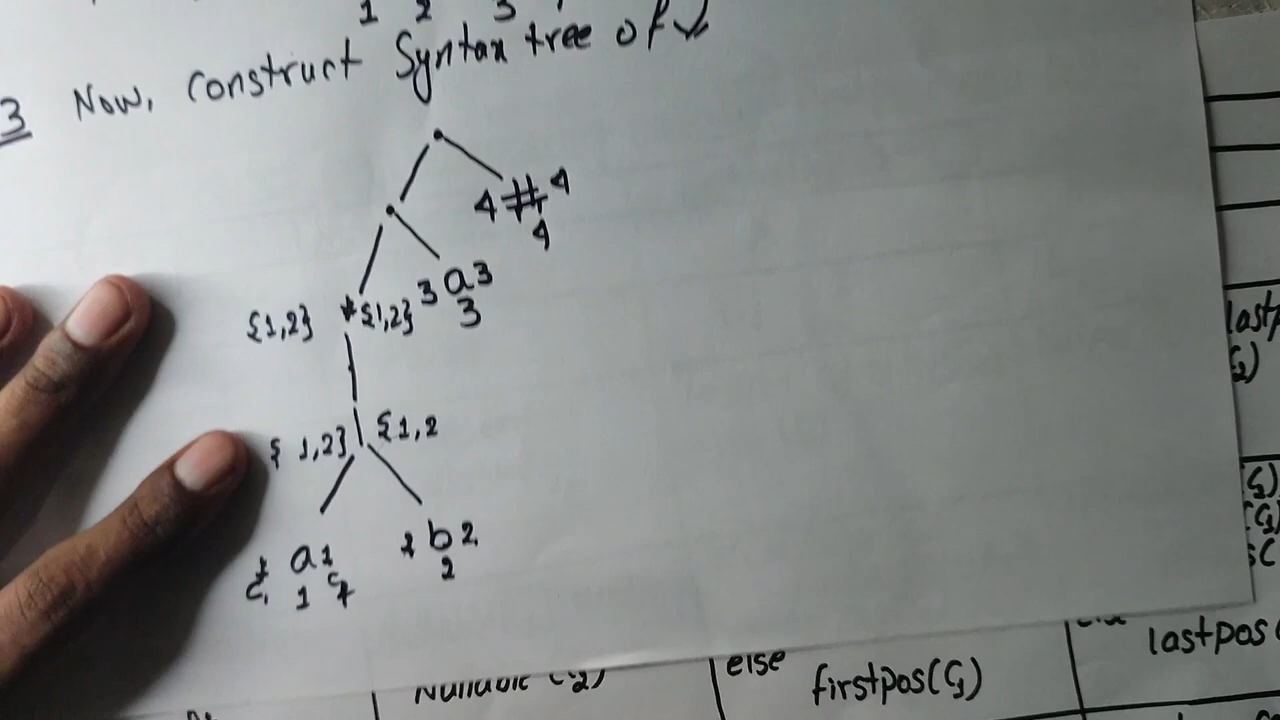 1 2 3
3 Now, construct Syntax tree of
4 # 4
4
3 a 3
3
{1,2} * {1,2}
{1,2} | {1,2
a 1
1
b 2
2
last
else
firstpos(C1)
lastpos(